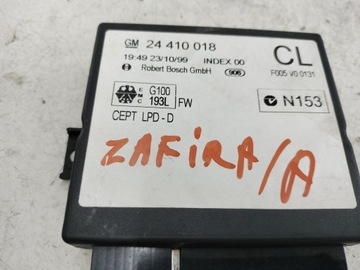 GM 24 410 018 CL
19:49 23/10/99 INDEX 00
Robert Bosch GmbH F005 V0 0131
G100
193L FW
N153
CEPT LPD - D
ZAFIRA/A